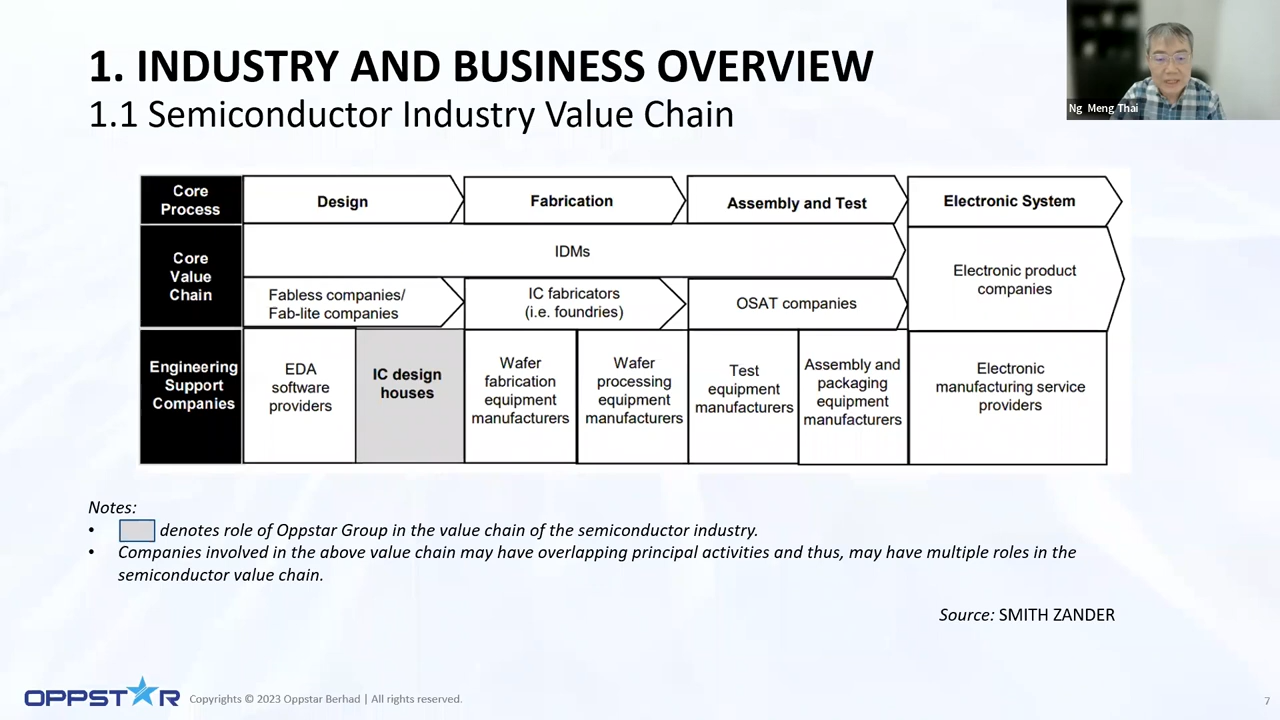 1. INDUSTRY AND BUSINESS OVERVIEW
1.1 Semiconductor Industry Value Chain
Ng Meng Thai
Core
Process
Design
Fabrication
Assembly and Test
Electronic System
Core
Value
Chain
IDMs
Electronic product
companies
Fabless companies/
Fab-lite companies
IC fabricators
(i.e. foundries)
OSAT companies
Engineering
Support
Companies
EDA
software
providers
IC design
houses
Wafer
fabrication
equipment
manufacturers
Wafer
processing
equipment
manufacturers
Test
equipment
manufacturers
Assembly and
packaging
equipment
manufacturers
Electronic
manufacturing service
providers
Notes:
• denotes role of Oppstar Group in the value chain of the semiconductor industry.
• Companies involved in the above value chain may have overlapping principal activities and thus, may have multiple roles in the
semiconductor value chain.
Source: SMITH ZANDER
OPPSTAR
Copyrights © 2023 Oppstar Berhad | All rights reserved.
7